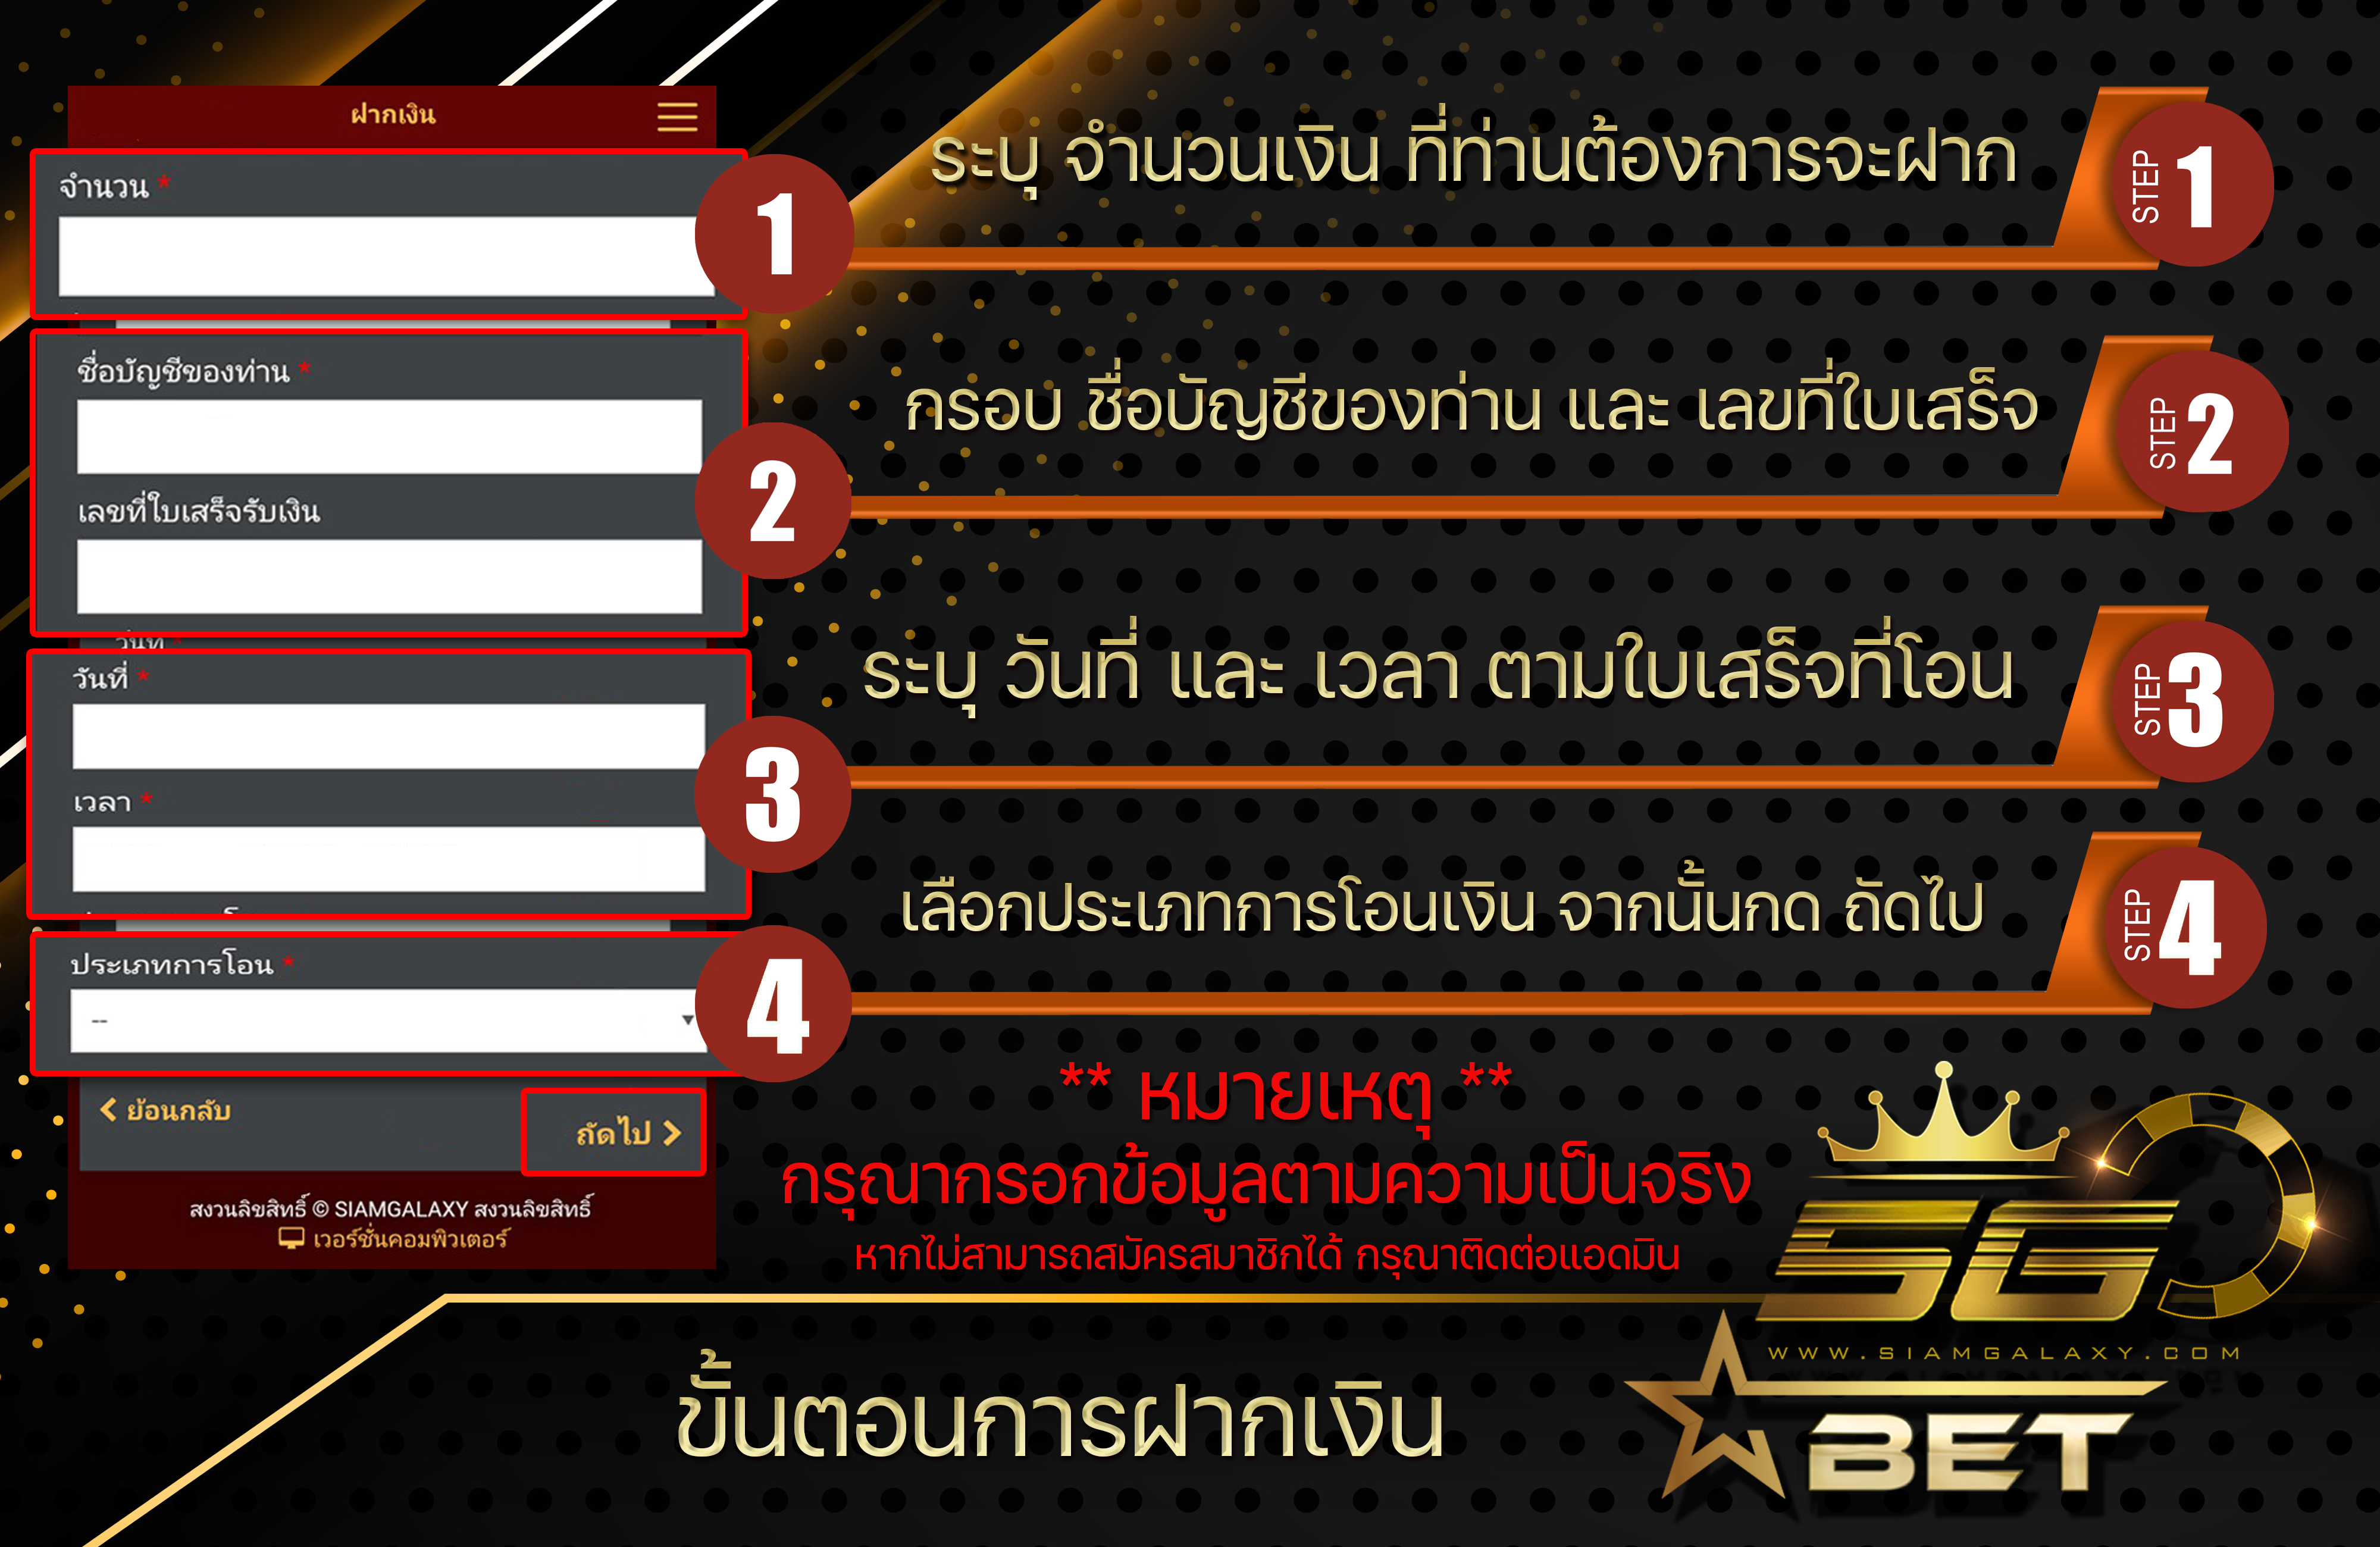 ฝากเงิน
จำนวน *
1
ชื่อบัญชีของท่าน *
เลขที่ใบเสร็จรับเงิน
2
วันที่ *
วันที่ *
เวลา *
3
ประเภทการโอน *
--
4
ย้อนกลับ
ถัดไป
สงวนลิขสิทธิ์ © SIAMGALAXY สงวนลิขสิทธิ์
เวอร์ชั่นคอมพิวเตอร์
ระบุ จำนวนเงิน ที่ท่านต้องการจะฝาก
STEP 1
กรอบ ชื่อบัญชีของท่าน และ เลขที่ใบเสร็จ
STEP 2
ระบุ วันที่ และ เวลา ตามใบเสร็จที่โอน
STEP 3
เลือกประเภทการโอนเงิน จากนั้นกด ถัดไป
STEP 4
** หมายเหตุ **
กรุณากรอกข้อมูลตามความเป็นจริง
หากไม่สามารถสมัครสมาชิกได้ กรุณาติดต่อแอดมิน
ขั้นตอนการฝากเงิน
SG
WWW.SIAMGALAXY.COM
BET